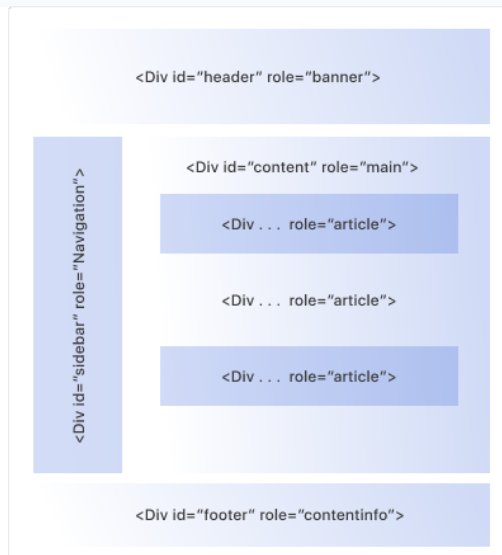 <Div id=”header” role=”banner”>
<Div id=”sidebar” role=”Navigation”>
<Div id=”content” role=”main”>
<Div . . .  role=”article”>
<Div . . .  role=”article”>
<Div . . .  role=”article”>
<Div id=”footer” role=”contentinfo”>